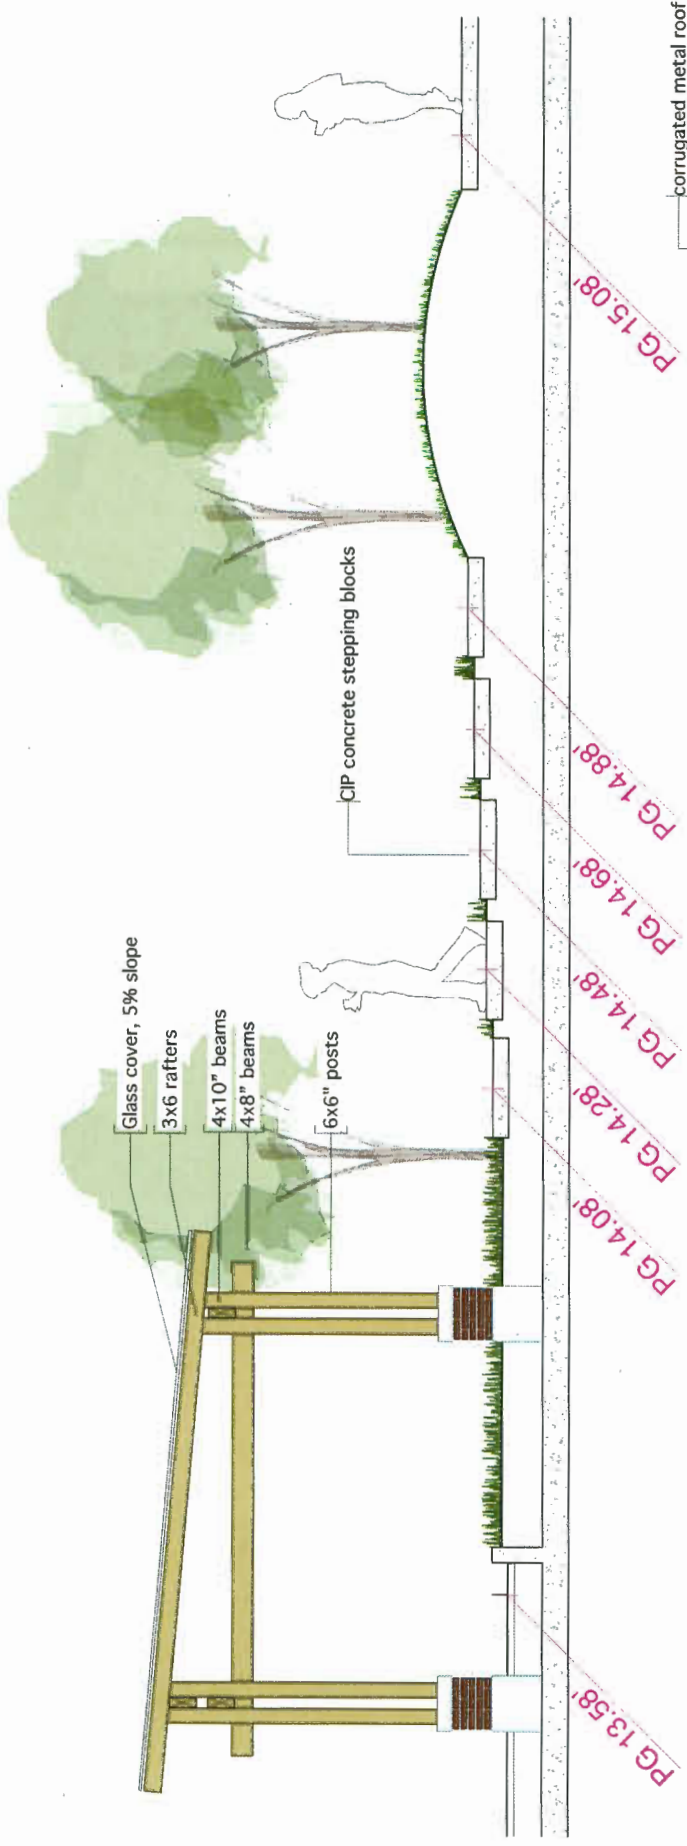 Glass cover, 5% slope
3x6 rafters
4x10" beams
4x8" beams
6x6" posts
CIP concrete stepping blocks
PG 13.58'
PG 14.08'
PG 14.28'
PG 14.48'
PG 14.68'
PG 14.88'
PG 15.08'
corrugated metal roof